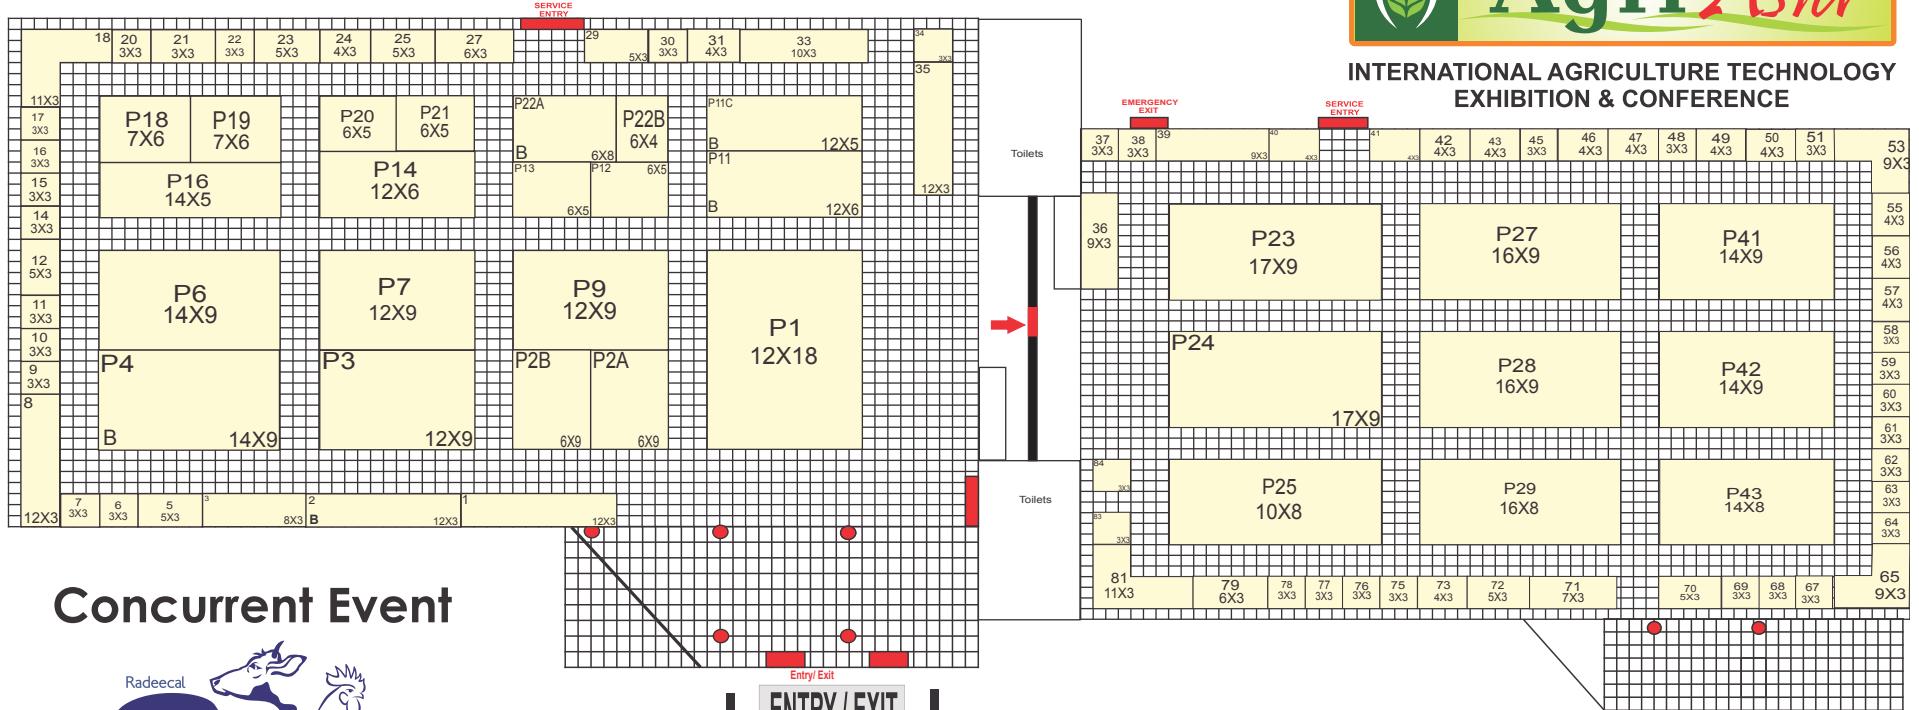 SERVICE
ENTRY
Agri Asia
INTERNATIONAL AGRICULTURE TECHNOLOGY
EXHIBITION & CONFERENCE
18
11X3
20
3X3
21
3X3
22
3X3
23
5X3
24
4X3
25
5X3
27
6X3
29
5X3
30
3X3
31
4X3
33
10X3
34
3X3
35
12X3
17
3X3
16
3X3
15
3X3
14
3X3
12
5X3
11
3X3
10
3X3
9
3X3
8
12X3
P18
7X6
P19
7X6
P16
14X5
P20
6X5
P21
6X5
P14
12X6
P22A
B
6X8
P22B
6X4
P13
6X5
P12
6X5
P11C
B
12X5
P11
B
12X6
P6
14X9
P4
B
14X9
P7
12X9
P3
12X9
P9
12X9
P2B
6X9
P2A
6X9
P1
12X18
7
3X3
6
3X3
5
5X3
3
8X3
2
B
12X3
1
12X3
Toilets
Toilets
EMERGENCY
EXIT
SERVICE
ENTRY
37
3X3
38
3X3
39
9X3
40
4X3
41
4X3
42
4X3
43
4X3
45
3X3
46
4X3
47
4X3
48
3X3
49
4X3
50
4X3
51
3X3
53
9X3
36
9X3
P23
17X9
P27
16X9
P41
14X9
P24
17X9
P28
16X9
P42
14X9
P25
10X8
P29
16X8
P43
14X8
55
4X3
56
4X3
57
4X3
58
3X3
59
3X3
60
3X3
61
3X3
62
3X3
63
3X3
64
3X3
65
9X3
84
3X3
83
3X3
81
11X3
79
6X3
78
3X3
77
3X3
76
3X3
75
3X3
73
4X3
72
5X3
71
7X3
70
5X3
69
3X3
68
3X3
67
3X3
Entry/ Exit
ENTRY / EXIT
Concurrent Event
Radeecal